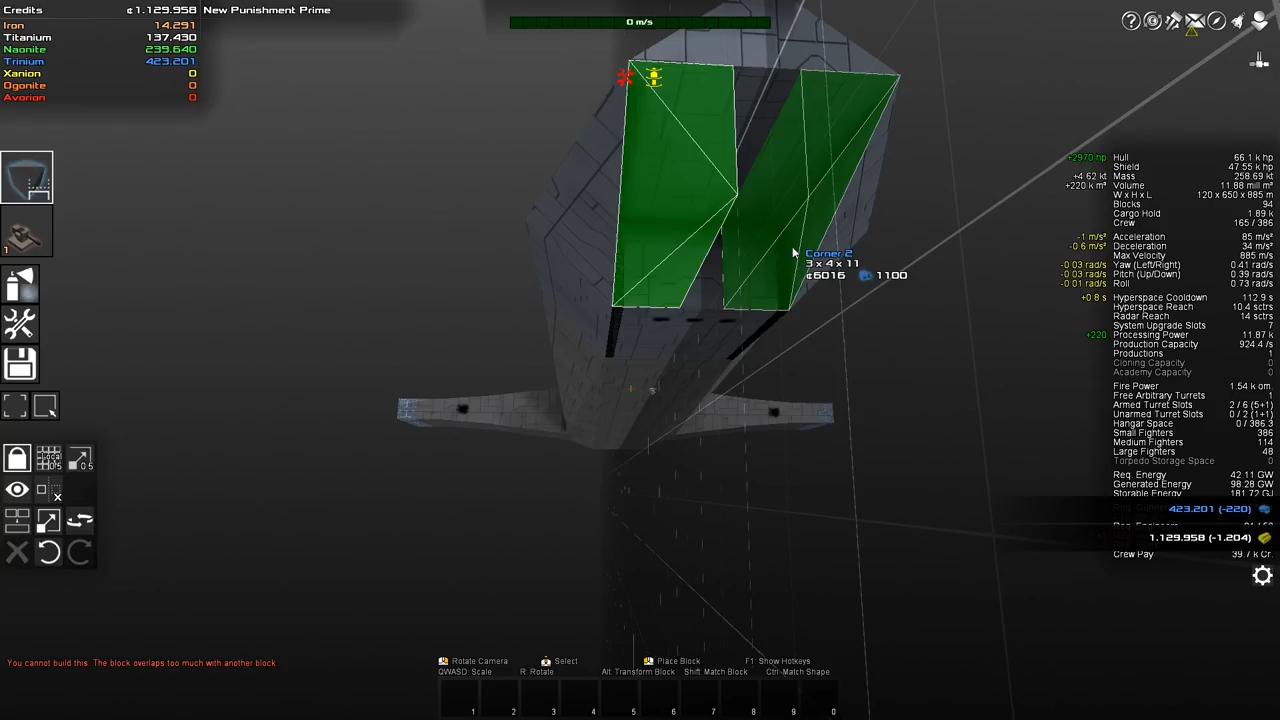 Credits ¢1.129.958 New Punishment Prime
Iron 14.291
Titanium 137.430
Naonite 239.640
Trinium 423.201
Xanion 0
Ogonite 0
Avorion 0
0 m/s
1
Corner 2
3 x 4 x 11
¢6016 1100
+2970 hp Hull 66.1 k hp
Shield 47.55 k hp
+4.62 kt Mass 258.69 kt
+220 k m³ Volume 11.88 mill m³
W x H x L 120 x 650 x 885 m
Blocks 94
Cargo Hold 1.89 k
Crew 165 / 386
-1 m/s² Acceleration 85 m/s²
-0.6 m/s² Deceleration 34 m/s²
Max Velocity 885 m/s
-0.03 rad/s Yaw (Left/Right) 0.41 rad/s
-0.03 rad/s Pitch (Up/Down) 0.39 rad/s
-0.01 rad/s Roll 0.73 rad/s
+0.8 s Hyperspace Cooldown 112.9 s
Hyperspace Reach 10.4 sctrs
Radar Reach 14 sctrs
System Upgrade Slots 7
+220 Processing Power 11.87 k
Production Capacity 924.4 /s
Productions 1
Cloning Capacity 0
Academy Capacity 0
Fire Power 1.54 k om.
Free Arbitrary Turrets 1
Armed Turret Slots 2 / 6 (5+1)
Unarmed Turret Slots 0 / 2 (1+1)
Hangar Space 0 / 386.3
Small Fighters 386
Medium Fighters 114
Large Fighters 48
Torpedo Storage Space 0
Req. Energy 42.11 GW
Generated Energy 98.28 GW
Storable Energy 181.72 GJ
423.201 (-220)
1.129.958 (-1.204)
Crew Pay 39.7 k Cr.
Local
0.5
0.5
You cannot build this. The block overlaps too much with another block
Rotate Camera Select Place Block F1: Show Hotkeys
QWASD: Scale R: Rotate Alt: Transform Block Shift: Match Block Ctrl-Match Shape
1 2 3 4 5 6 7 8 9 0